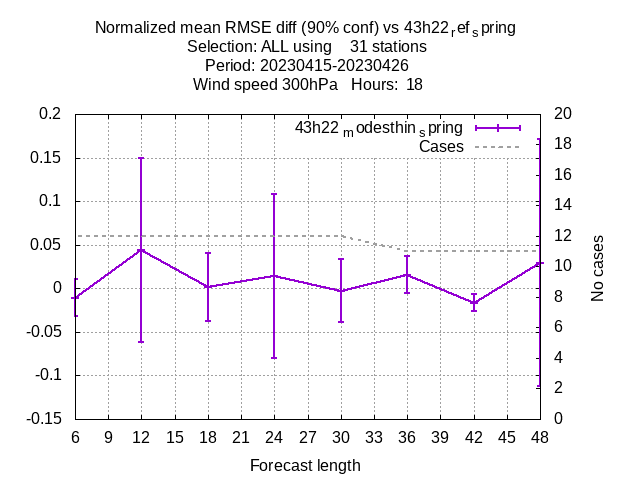 Normalized mean RMSE diff (90% conf) vs 43h22refspring
Selection: ALL using 31 stations
Period: 20230415-20230426
Wind speed 300hPa Hours: 18
43h22modesthinspring
Cases
0.2
0.15
0.1
0.05
0
-0.05
-0.1
-0.15
20
18
16
14
12
10
8
6
4
2
0
No cases
6 9 12 15 18 21 24 27 30 33 36 39 42 45 48
Forecast length